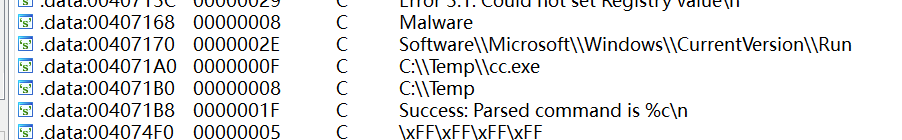 .data:0040715C 00000029 C Error 3.1: Could not set Registry value\n
.data:00407168 00000008 C Malware
.data:00407170 0000002E C Software\\Microsoft\\Windows\\CurrentVersion\\Run
.data:004071A0 0000000F C C:\\Temp\\cc.exe
.data:004071B0 00000008 C C:\\Temp
.data:004071B8 0000001F C Success: Parsed command is %c\n
.data:004074F0 00000005 C \xFF\xFF\xFF\xFF